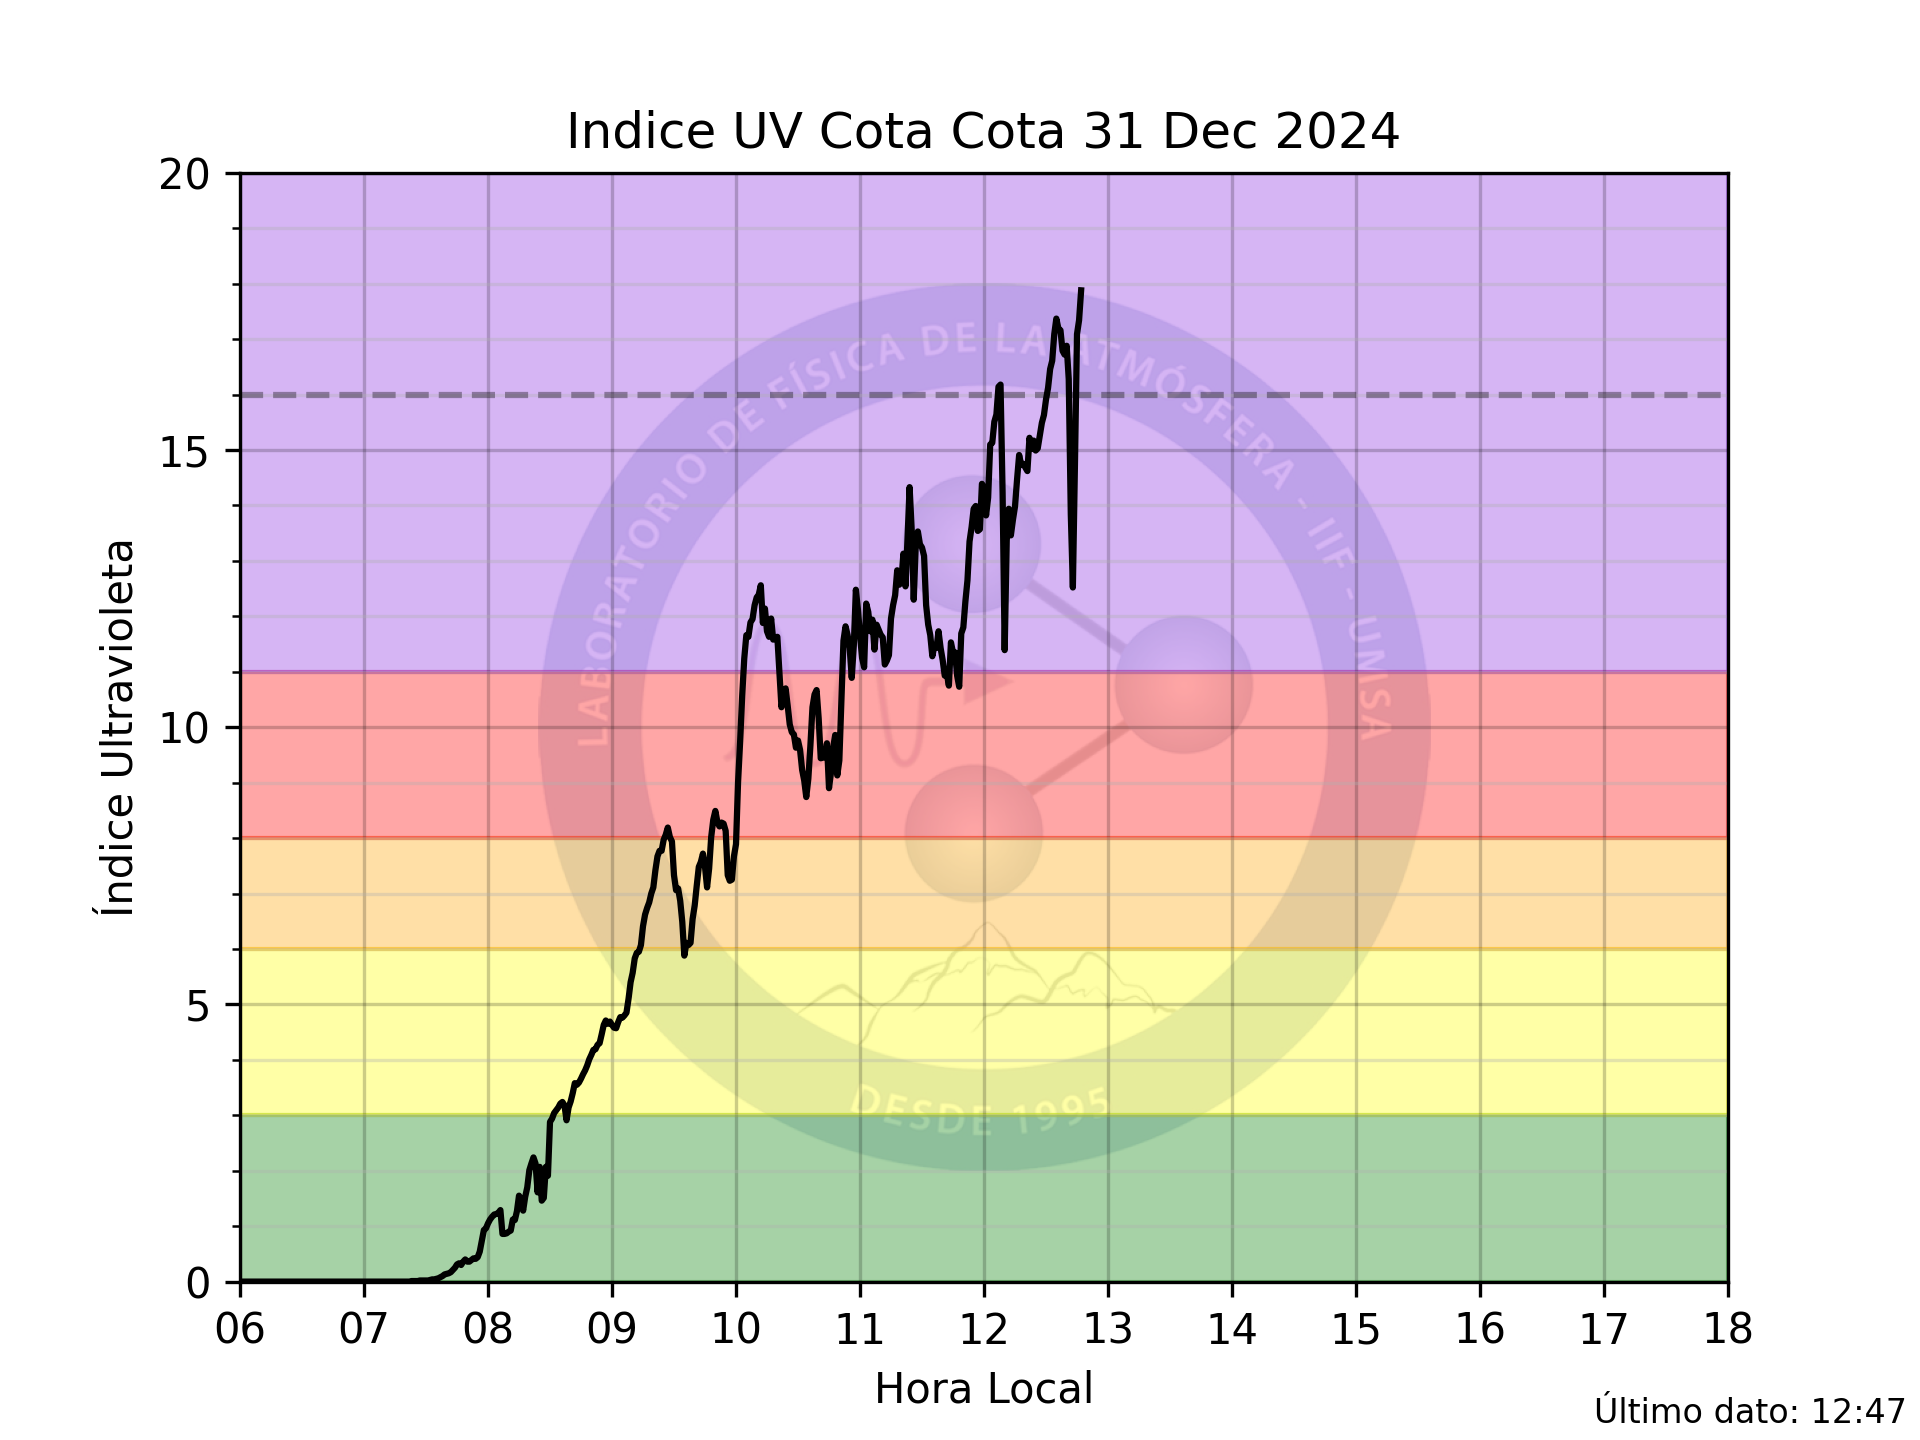 Indice UV Cota Cota 31 Dec 2024
20
15
10
5
0
Índice Ultravioleta
LABORATORIO DE FÍSICA DE LA ATMÓSFERA - IIF - UMSA
DESDE 1995
06 07 08 09 10 11 12 13 14 15 16 17 18
Hora Local
Último dato: 12:47